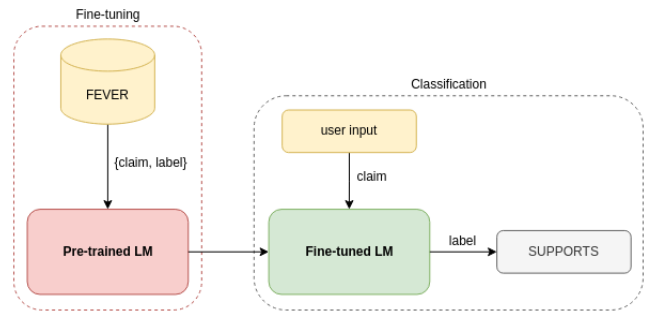 Fine-tuning
FEVER
{claim, label}
Pre-trained LM
Classification
user input
claim
Fine-tuned LM
label
SUPPORTS